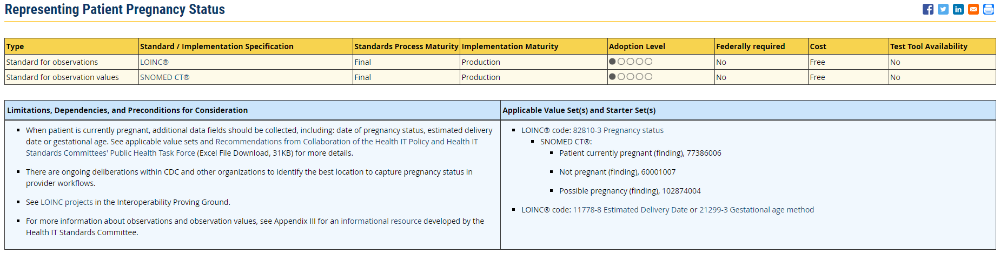 Representing Patient Pregnancy Status
Type Standard / Implementation Specification Standards Process Maturity Implementation Maturity Adoption Level Federally required Cost Test Tool Availability
Standard for observations LOINC® Final Production No Free No
Standard for observation values SNOMED CT® Final Production No Free No
Limitations, Dependencies, and Preconditions for Consideration
When patient is currently pregnant, additional data fields should be collected, including: date of pregnancy status, estimated delivery
date or gestational age. See applicable value sets and Recommendations from Collaboration of the Health IT Policy and Health IT
Standards Committees' Public Health Task Force (Excel File Download, 31KB) for more details.
There are ongoing deliberations within CDC and other organizations to identify the best location to capture pregnancy status in
provider workflows.
See LOINC projects in the Interoperability Proving Ground.
For more information about observations and observation values, see Appendix III for an informational resource developed by the
Health IT Standards Committee.
Applicable Value Set(s) and Starter Set(s)
LOINC® code: 82810-3 Pregnancy status
SNOMED CT®:
Patient currently pregnant (finding), 77386006
Not pregnant (finding), 60001007
Possible pregnancy (finding), 102874004
LOINC® code: 11778-8 Estimated Delivery Date or 21299-3 Gestational age method